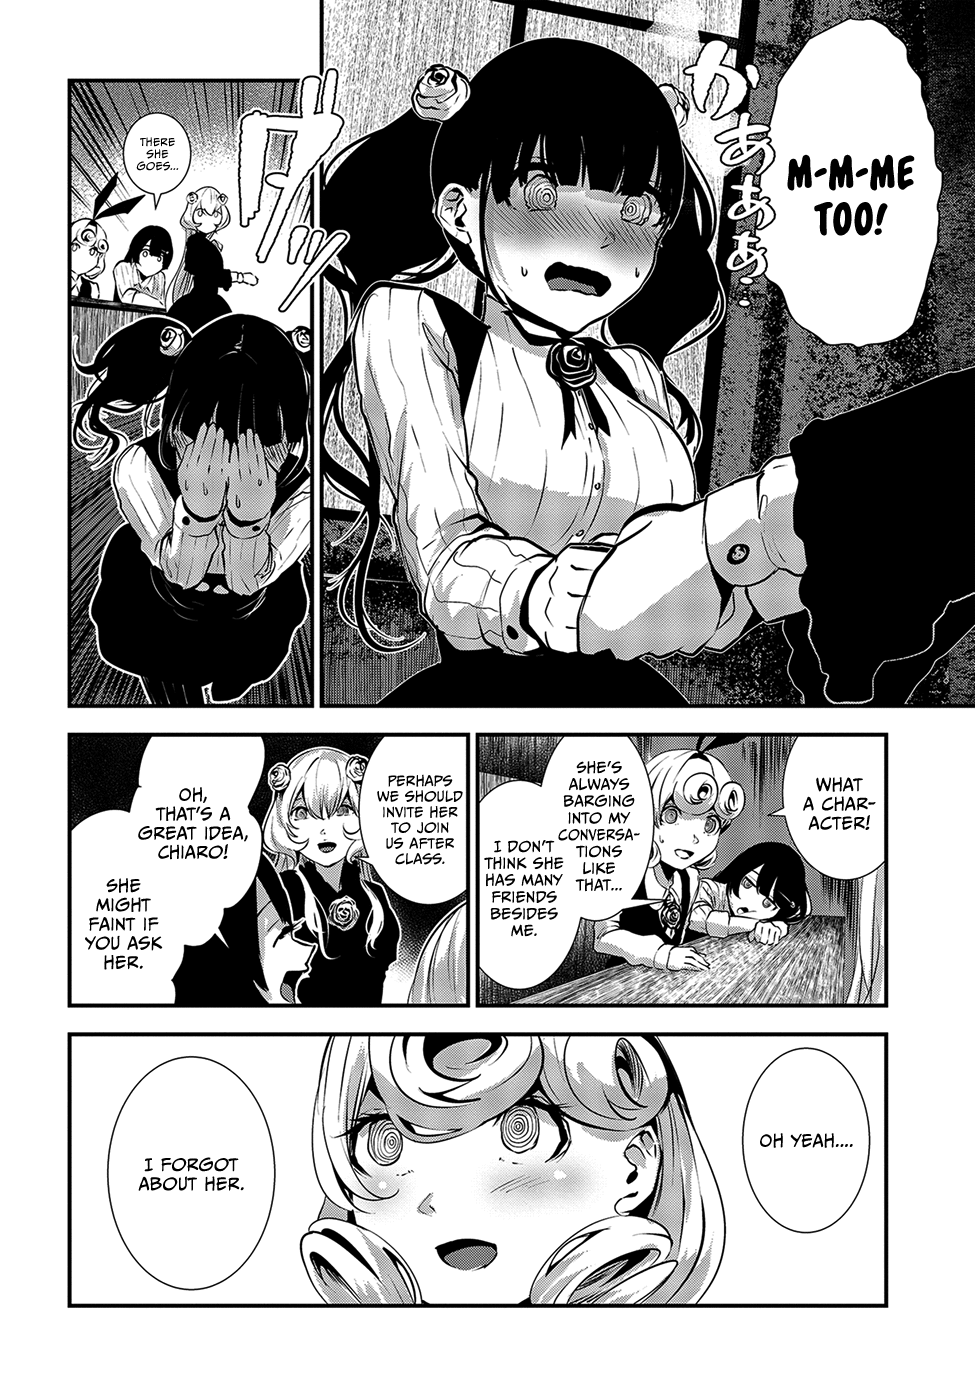 M-M-ME
TOO!
かあああ…
ダッ
THERE
SHE
GOES...
WHAT
A CHAR-
ACTER!
SHE'S
ALWAYS
BARGING
INTO MY
CONVERSA-
TIONS
LIKE
THAT...
I DON'T
THINK SHE
HAS MANY
FRIENDS
BESIDES
ME.
PERHAPS
WE SHOULD
INVITE HER
TO JOIN
US AFTER
CLASS.
OH,
THAT'S A
GREAT IDEA,
CHIARO!
SHE
MIGHT
FAINT IF
YOU ASK
HER.
OH YEAH....
I FORGOT
ABOUT HER.